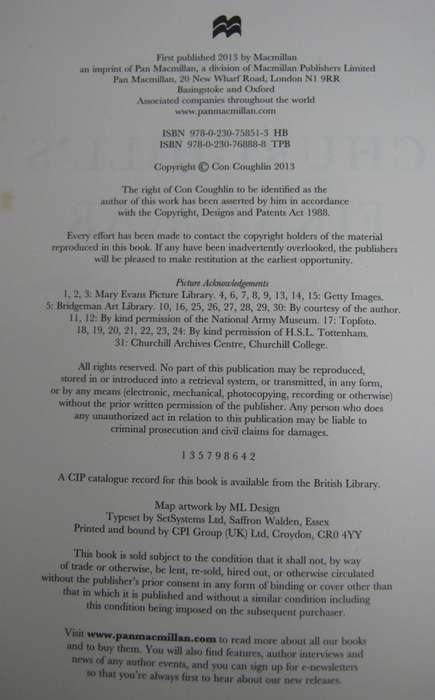 First published 2013 by Macmillan
an imprint of Pan Macmillan, a division of Macmillan Publishers Limited
Pan Macmillan, 20 New Wharf Road, London N1 9RR
Basingstoke and Oxford
Associated companies throughout the world
www.panmacmillan.com
ISBN 978-0-230-75851-3 HB
ISBN 978-0-230-76888-8 TPB
Copyright © Con Coughlin 2013
The right of Con Coughlin to be identified as the
author of this work has been asserted by him in accordance
with the Copyright, Designs and Patents Act 1988.
Every effort has been made to contact the copyright holders of the material
reproduced in this book. If any have been inadvertently overlooked, the publishers
will be pleased to make restitution at the earliest opportunity.
Picture Acknowledgements
1, 2, 3: Mary Evans Picture Library. 4, 6, 7, 8, 9, 13, 14, 15: Getty Images.
5: Bridgeman Art Library. 10, 16, 25, 26, 27, 28, 29, 30: By courtesy of the author.
11, 12: By kind permission of the National Army Museum. 17: Topfoto.
18, 19, 20, 21, 22, 23, 24: By kind permission of H.S.L. Tottenham.
31: Churchill Archives Centre, Churchill College.
All rights reserved. No part of this publication may be reproduced,
stored in or introduced into a retrieval system, or transmitted, in any form,
or by any means (electronic, mechanical, photocopying, recording or otherwise)
without the prior written permission of the publisher. Any person who does
any unauthorized act in relation to this publication may be liable to
criminal prosecution and civil claims for damages.
1 3 5 7 9 8 6 4 2
A CIP catalogue record for this book is available from the British Library.
Map artwork by ML Design
Typeset by SetSystems Ltd, Saffron Walden, Essex
Printed and bound by CPI Group (UK) Ltd, Croydon, CR0 4YY
This book is sold subject to the condition that it shall not, by way
of trade or otherwise, be lent, re-sold, hired out, or otherwise circulated
without the publisher's prior consent in any form of binding or cover other than
that in which it is published and without a similar condition including
this condition being imposed on the subsequent purchaser.
Visit www.panmacmillan.com to read more about all our books
and to buy them. You will also find features, author interviews and
news of any author events, and you can sign up for e-newsletters
so that you're always first to hear about our new releases.